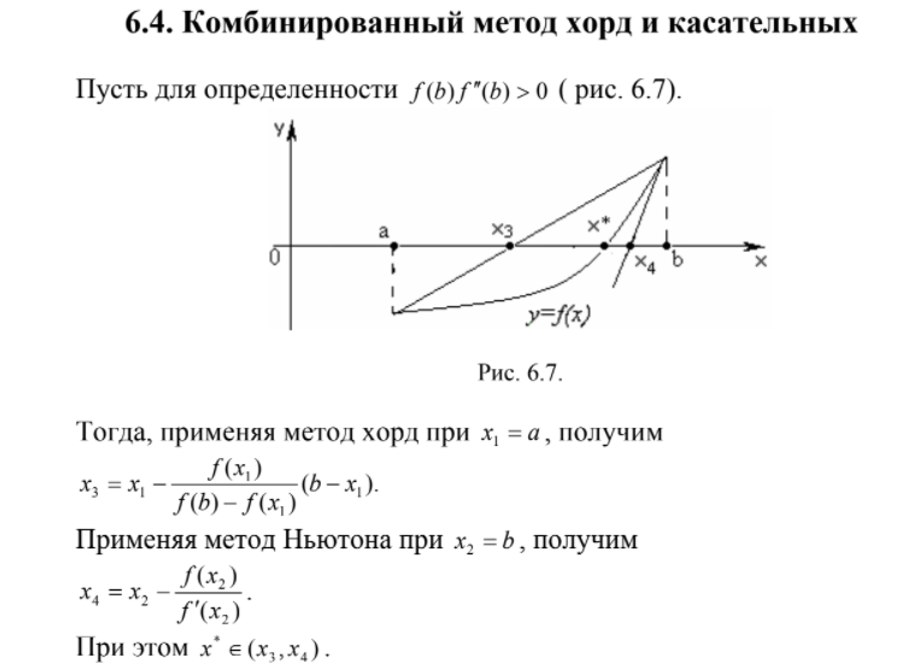 6.4. Комбинированный метод хорд и касательных
Пусть для определенности f(b)f″(b) > 0 ( рис. 6.7).
Y
a
x₃
x*
0
x₄
b
x
y=f(x)
Рис. 6.7.
Тогда, применяя метод хорд при x₁ = a, получим
x₃ = x₁ − f(x₁) / (f(b) − f(x₁)) (b − x₁).
Применяя метод Ньютона при x₂ = b, получим
x₄ = x₂ − f(x₂) / f′(x₂).
При этом x* ∈ (x₃, x₄).